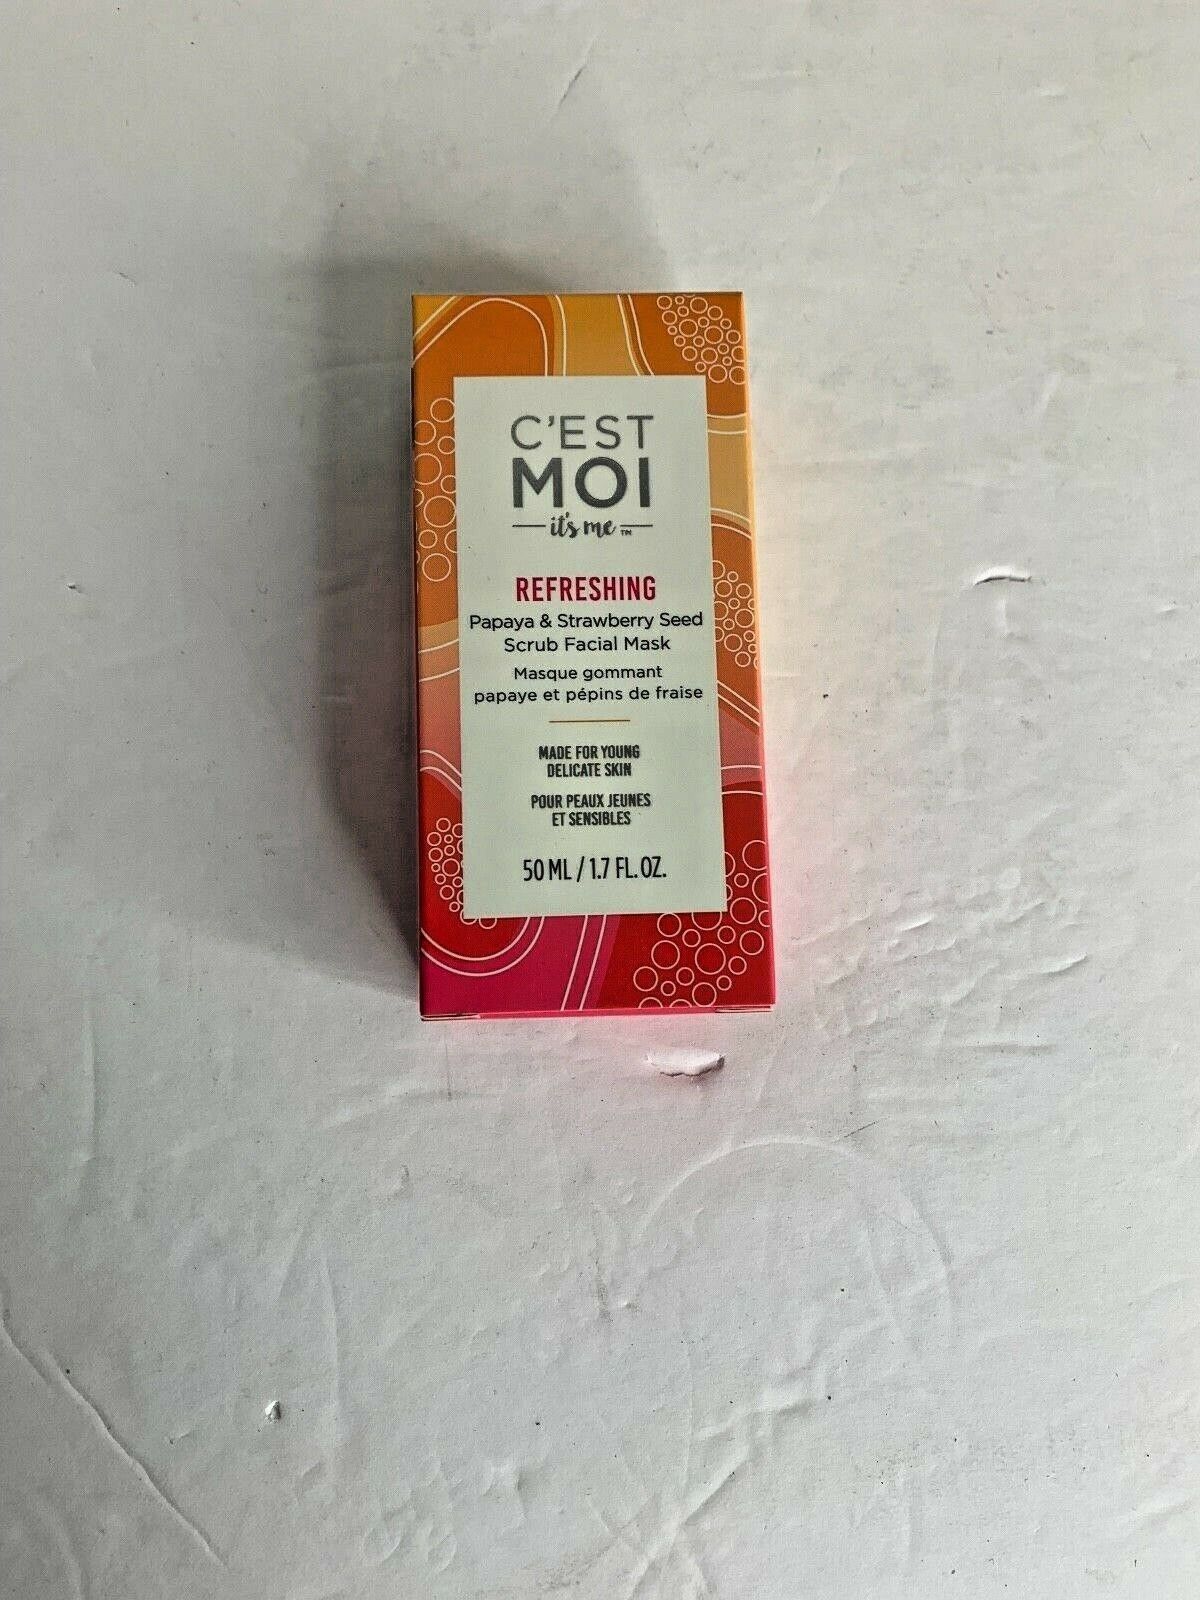 C'EST
MOI
it's me™
REFRESHING
Papaya & Strawberry Seed
Scrub Facial Mask
Masque gommant
papaye et pépins de fraise
MADE FOR YOUNG
DELICATE SKIN
POUR PEAUX JEUNES
ET SENSIBLES
50 ML / 1.7 FL. OZ.